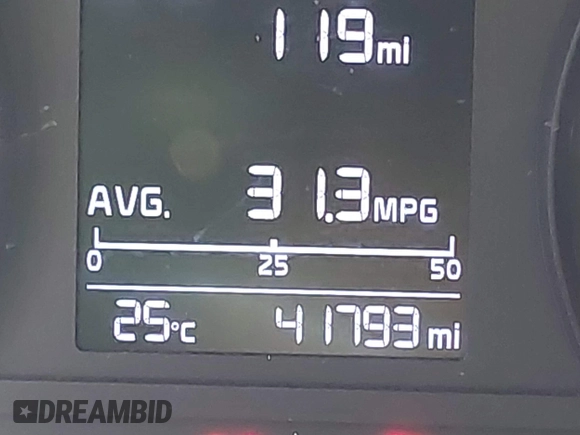 119mi
AVG. 31.3MPG
0 25 50
25°C 41793 mi
DREAMBID